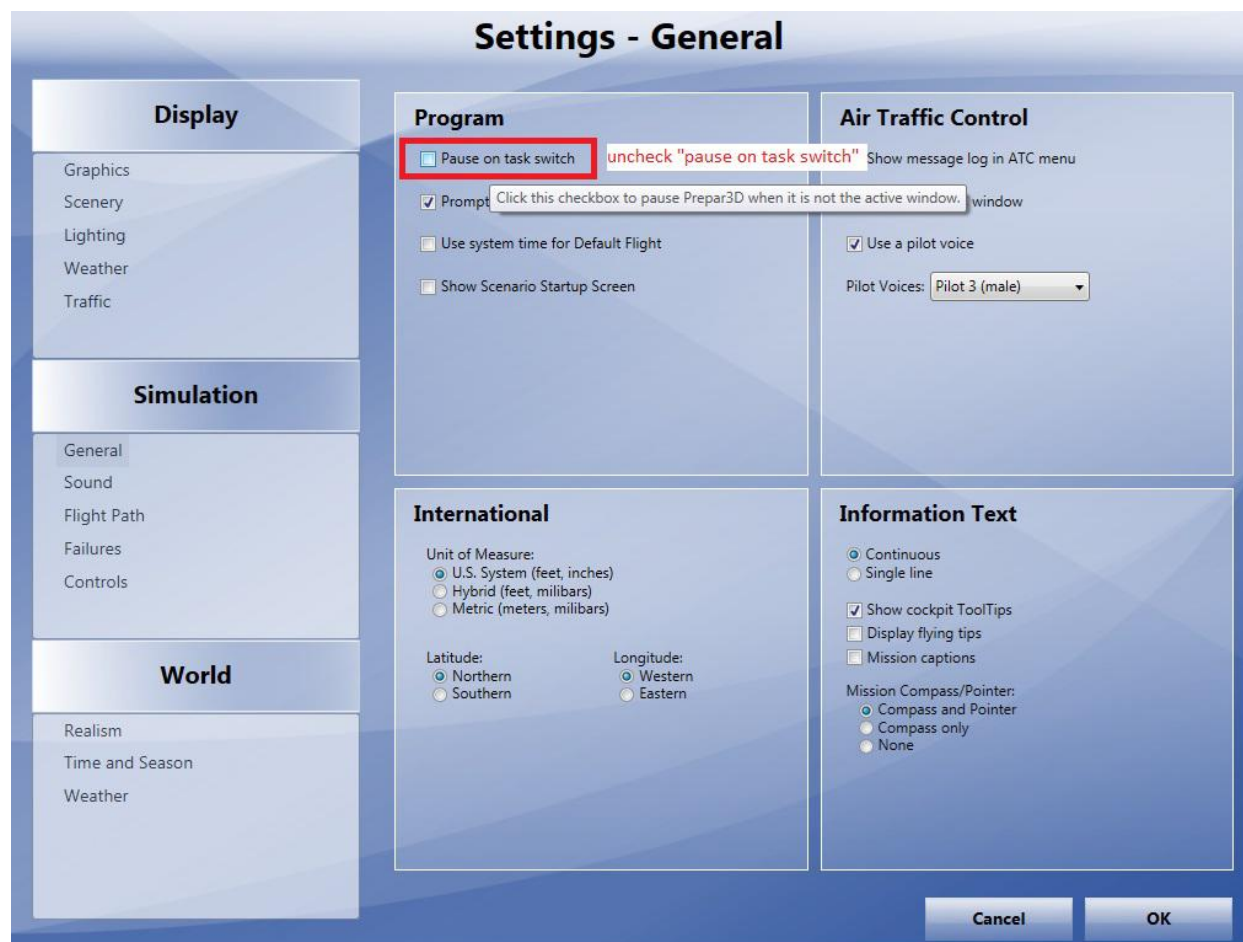 Settings - General
Display
Graphics
Scenery
Lighting
Weather
Traffic
Simulation
General
Sound
Flight Path
Failures
Controls
World
Realism
Time and Season
Weather
Program
Pause on task switch
uncheck "pause on task switch"
Prompt
Click this checkbox to pause Prepar3D when it is not the active window.
Use system time for Default Flight
Show Scenario Startup Screen
Air Traffic Control
Show message log in ATC menu
window
Use a pilot voice
Pilot Voices: Pilot 3 (male)
International
Unit of Measure:
U.S. System (feet, inches)
Hybrid (feet, milibars)
Metric (meters, milibars)
Latitude: Longitude:
Northern Western
Southern Eastern
Information Text
Continuous
Single line
Show cockpit ToolTips
Display flying tips
Mission captions
Mission Compass/Pointer:
Compass and Pointer
Compass only
None
Cancel OK